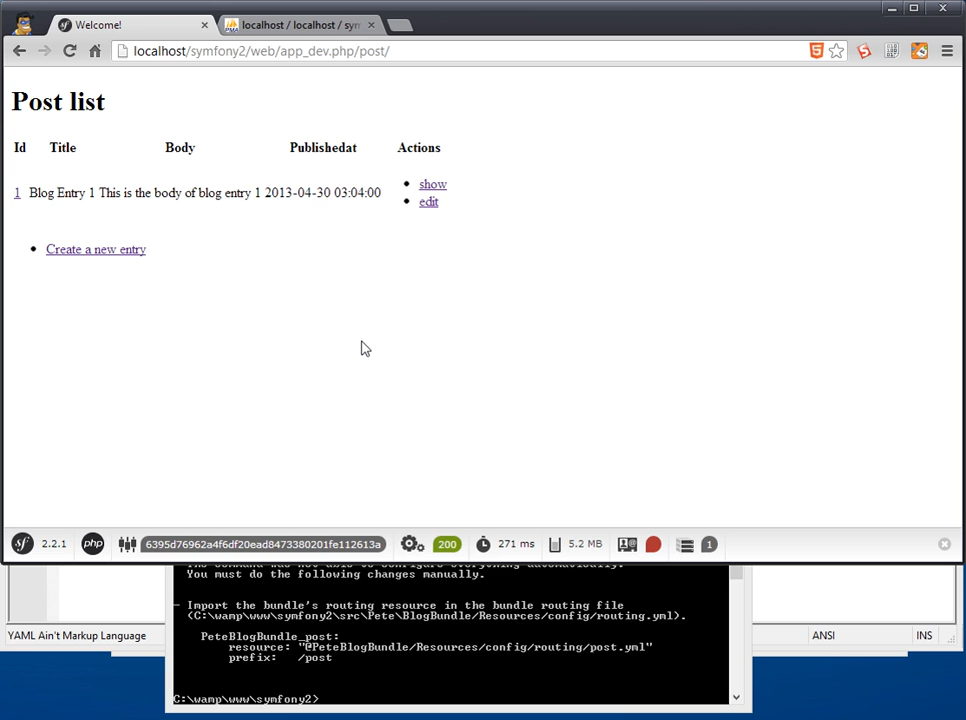 Welcome!
localhost / localhost / sym
localhost/symfony2/web/app_dev.php/post/
Post list
Id Title Body Publishedat Actions
1 Blog Entry 1 This is the body of blog entry 1 2013-04-30 03:04:00
show
edit
Create a new entry
sf 2.2.1 php 6395d76962a4f6df20ead8473380201fe112613a 200 271 ms 5.2 MB 1
You must do the following changes manually.
- Import the bundle's routing resource in the bundle routing file
(C:\wamp\www\symfony2\src\Pete\BlogBundle/Resources/config/routing.yml).
PeteBlogBundle_post:
resource: "@PeteBlogBundle/Resources/config/routing/post.yml"
prefix: /post
C:\wamp\www\symfony2>
YAML Ain't Markup Language ANSI INS